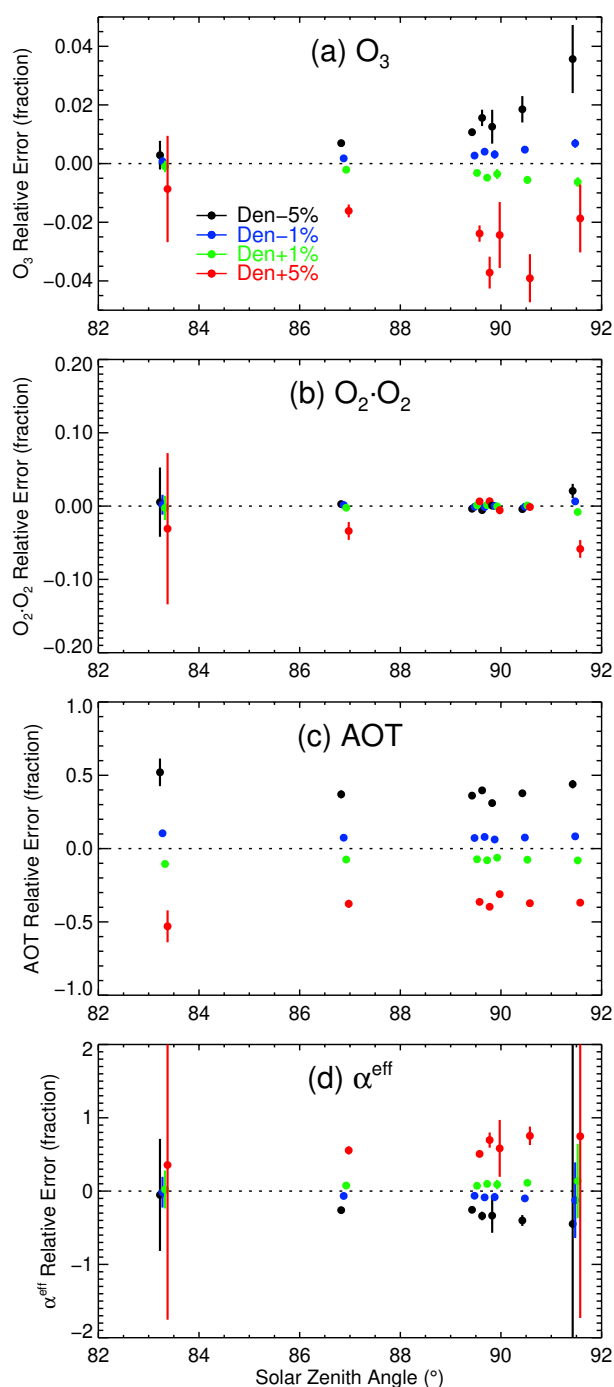 (a) O₃
0.04
0.02
0.00
−0.02
−0.04
O₃ Relative Error (fraction)
Den−5%
Den−1%
Den+1%
Den+5%
82 84 86 88 90 92
(b) O₂·O₂
0.20
0.10
0.00
−0.10
−0.20
O₂·O₂ Relative Error (fraction)
82 84 86 88 90 92
(c) AOT
1.0
0.5
0.0
−0.5
−1.0
AOT Relative Error (fraction)
82 84 86 88 90 92
(d) αᵉᶠᶠ
2
1
0
−1
−2
αᵉᶠᶠ Relative Error (fraction)
82 84 86 88 90 92
Solar Zenith Angle (°)